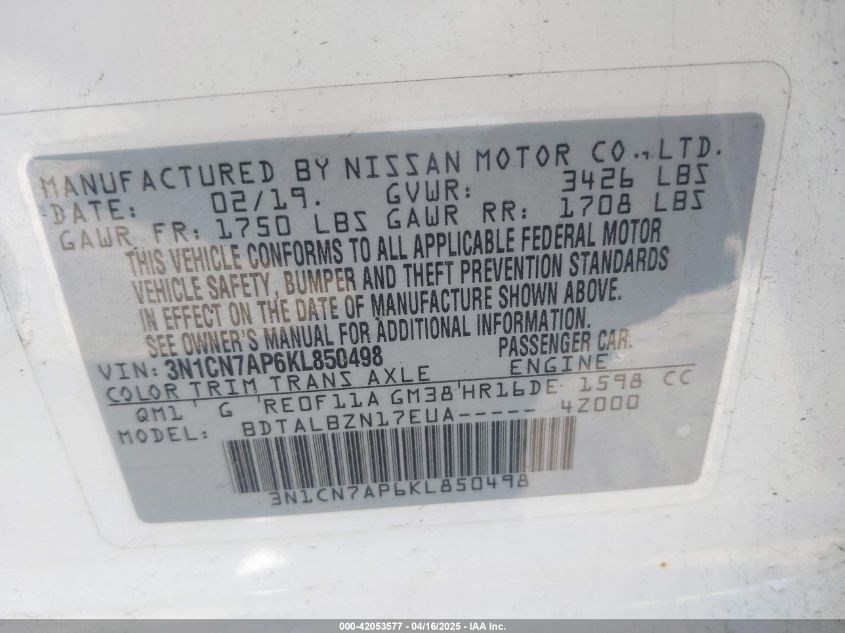 MANUFACTURED BY NISSAN MOTOR CO., LTD.
DATE: 02/19. GVWR: 3426 LBS
GAWR FR: 1750 LBS GAWR RR: 1708 LBS
THIS VEHICLE CONFORMS TO ALL APPLICABLE FEDERAL MOTOR
VEHICLE SAFETY, BUMPER AND THEFT PREVENTION STANDARDS
IN EFFECT ON THE DATE OF MANUFACTURE SHOWN ABOVE.
SEE OWNER'S MANUAL FOR ADDITIONAL INFORMATION.
VIN: 3N1CN7AP6KL850498 PASSENGER CAR.
COLOR TRIM TRANS AXLE ENGINE
QM1 G RE0F11A GM38 HR16DE 1598 CC
MODEL: BDTALBZN17EUA----- 4Z000
3N1CN7AP6KL850498
000-42053577 - 04/16/2025 - IAA Inc.